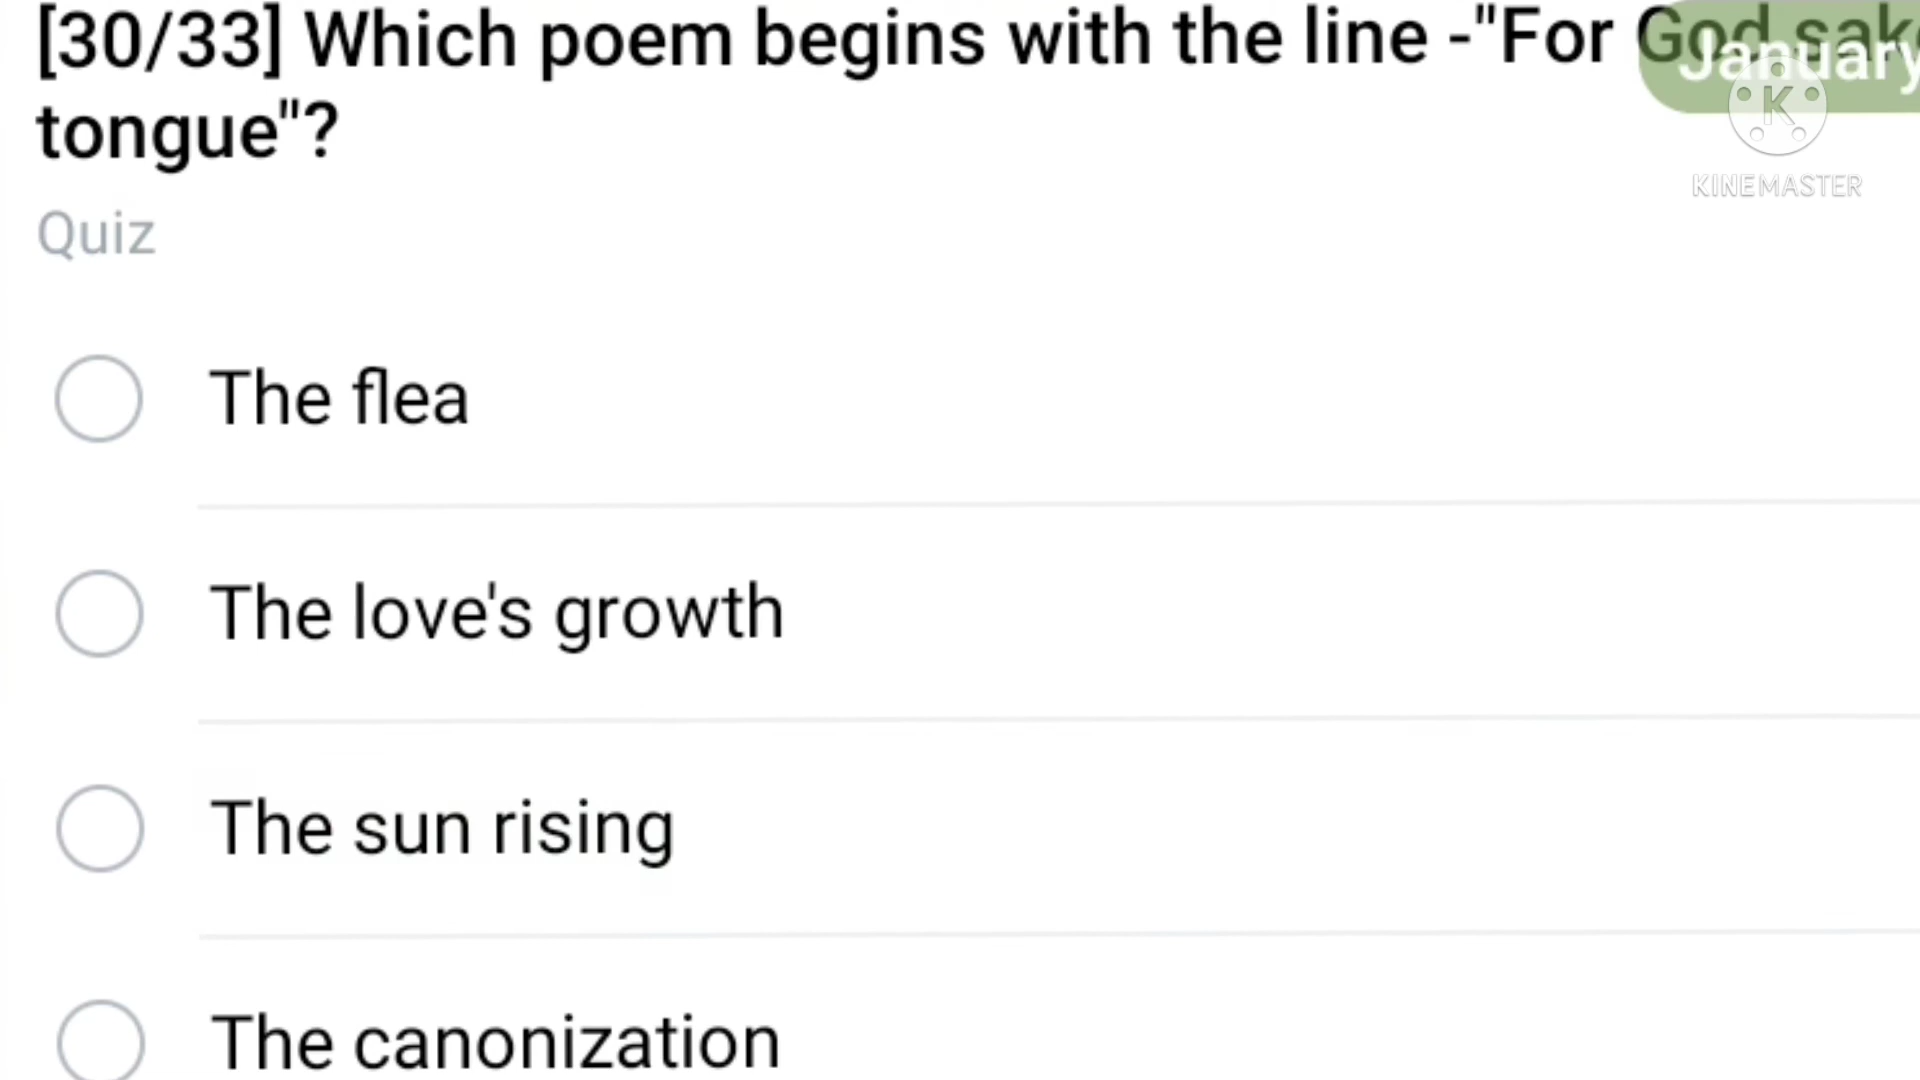 [30/33] Which poem begins with the line -"For God sak
January
tongue"?
KINEMASTER
Quiz
The flea
The love's growth
The sun rising
The canonization